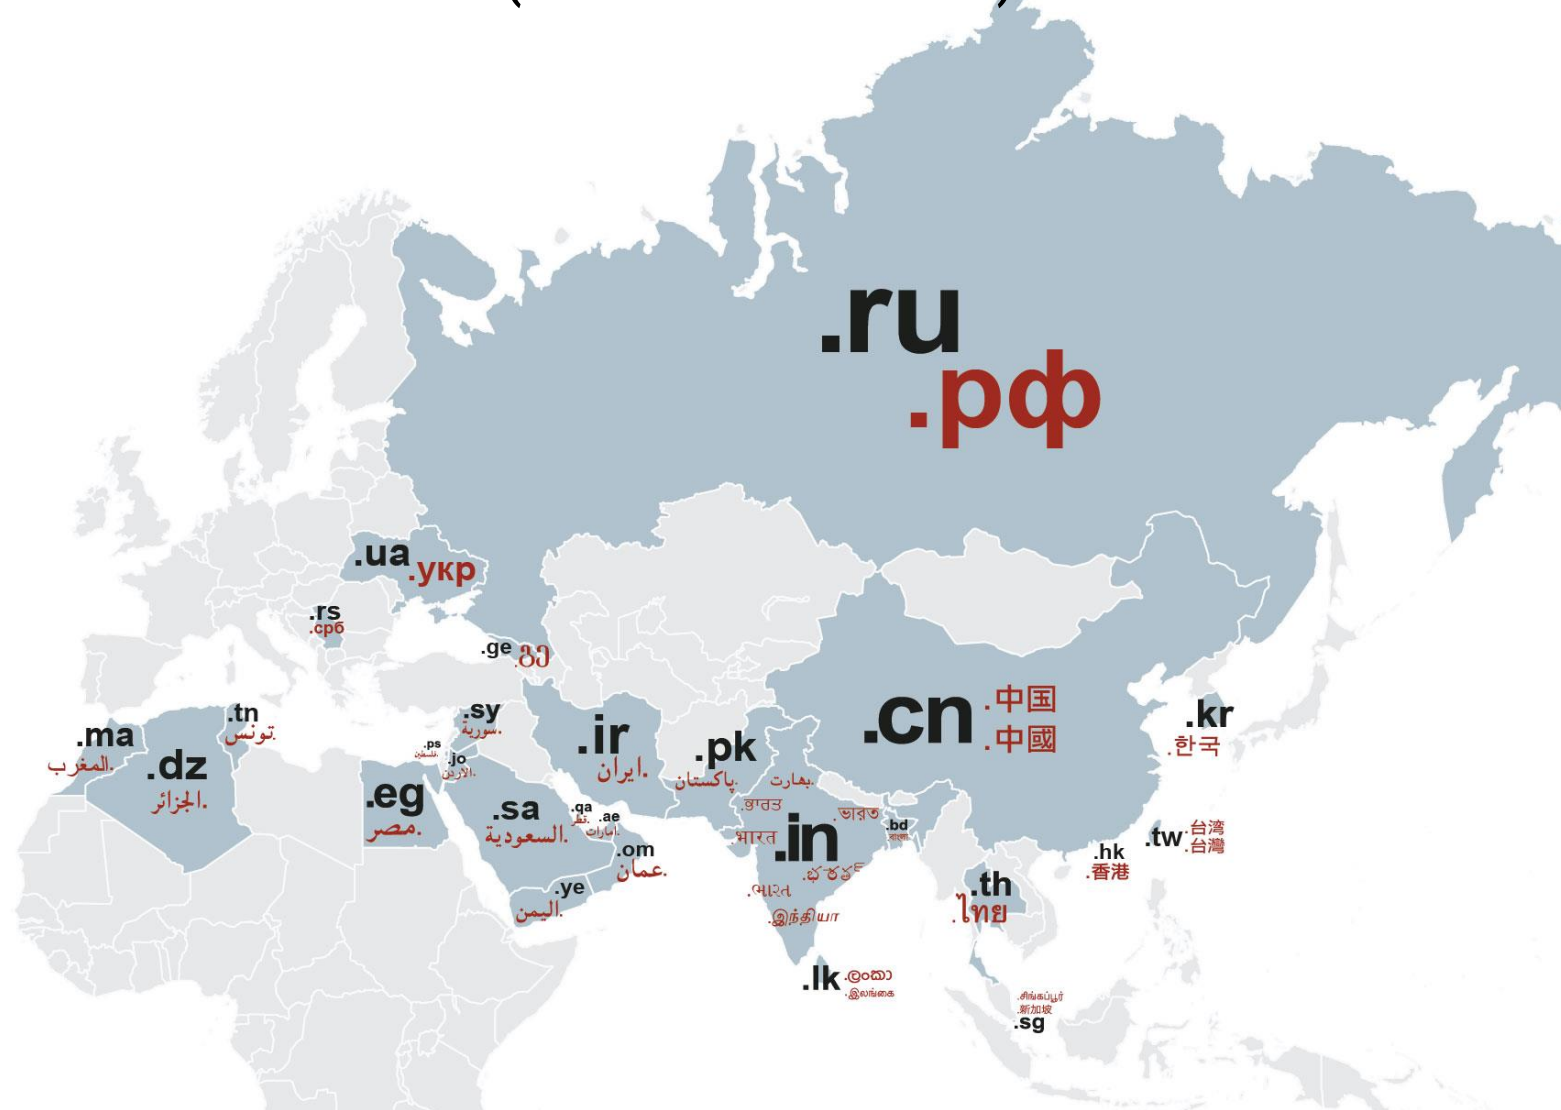 .ru
.рф
.ua
.укр
.rs
.срб
.ge
.გე
.cn
.中国
.中國
.kr
.한국
.tn
.تونس
.ma
.المغرب
.dz
.الجزائر
.sy
.سورية
.ps
.فلسطين
.jo
.الاردن
.eg
.مصر
.ir
.ایران
.sa
.السعودية
.qa
.قطر
.ae
.امارات
.om
.عمان
.ye
.اليمن
.pk
.پاکستان
.in
.بھارت
.ਭਾਰਤ
.ভারত
.भारत
.భారత్
.ભારત
.இந்தியா
.bd
.বাংলা
.lk
.ලංකා
.இலங்கை
.th
.ไทย
.hk
.香港
.tw
.台湾
.台灣
.சிங்கப்பூர்
.新加坡
.sg